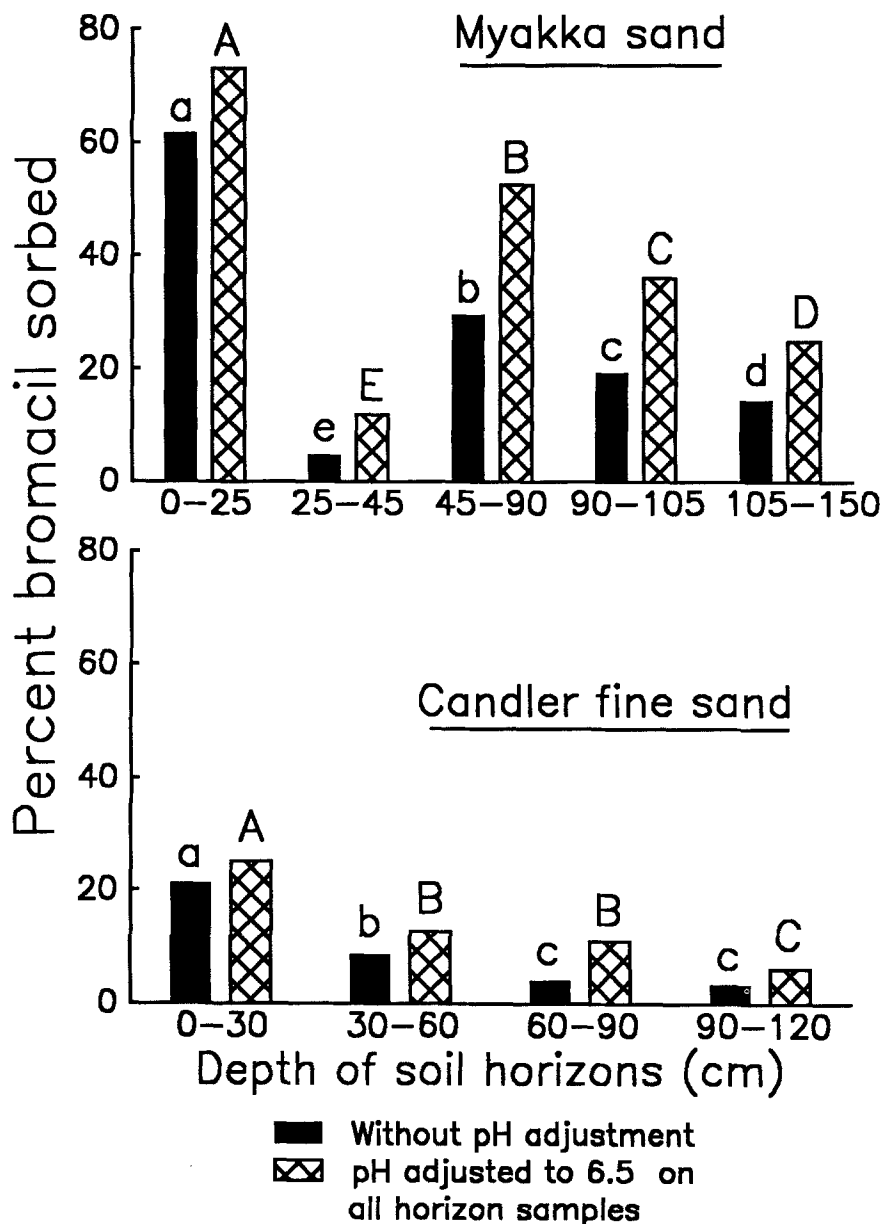 Percent bromacil sorbed
Myakka sand
80
60
40
20
0
a
A
e
E
b
B
c
C
d
D
0-25
25-45
45-90
90-105
105-150
Candler fine sand
80
60
40
20
0
a
A
b
B
c
B
c
C
0-30
30-60
60-90
90-120
Depth of soil horizons (cm)
Without pH adjustment
pH adjusted to 6.5 on
all horizon samples